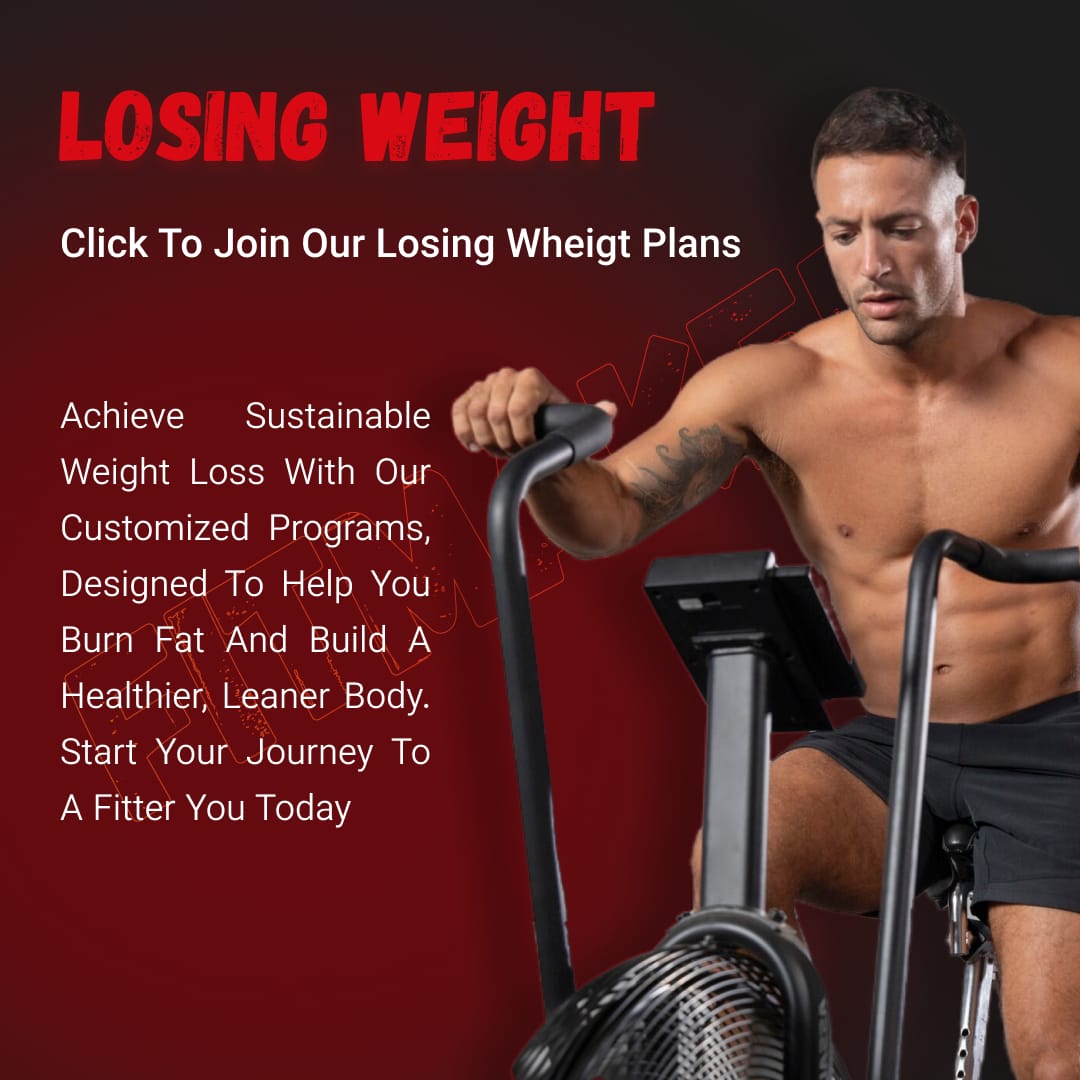 LOSING WEIGHT
Click To Join Our Losing Wheigt Plans
Achieve Sustainable
Weight Loss With Our
Customized Programs,
Designed To Help You
Burn Fat And Build A
Healthier, Leaner Body.
Start Your Journey To
A Fitter You Today